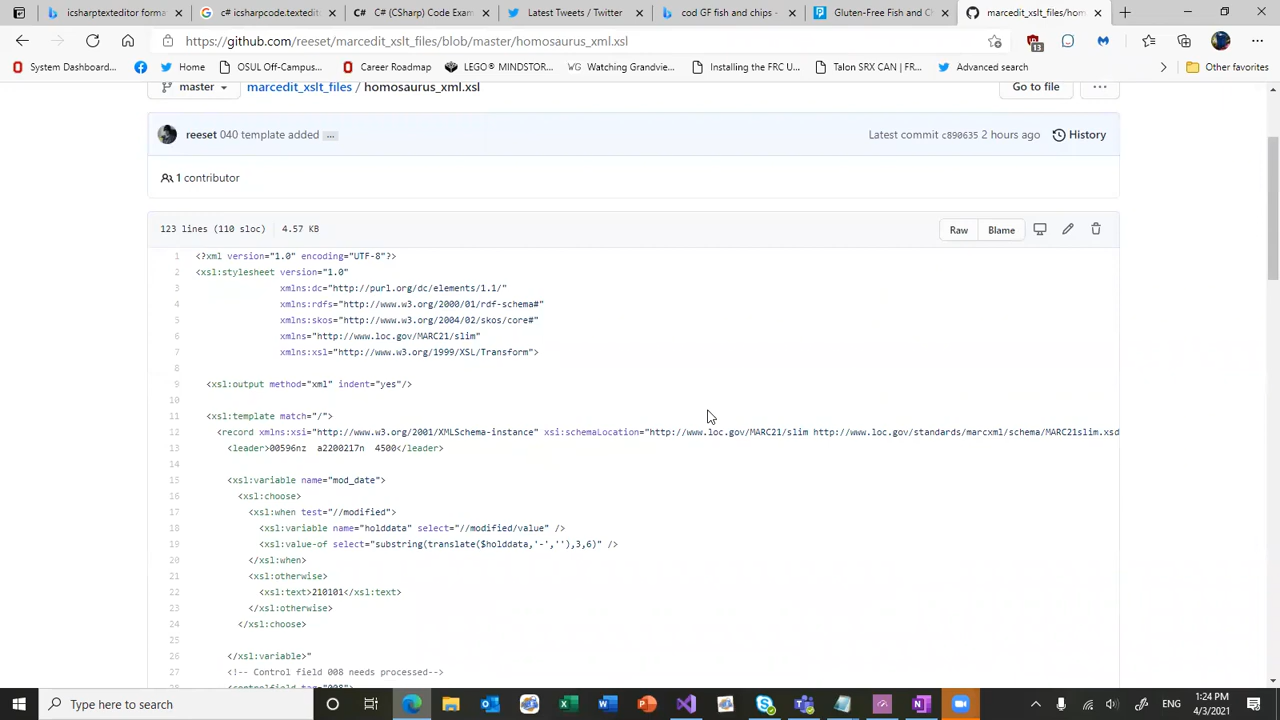 icsharptexteditor forma
c# icsharpcode.texteditor
C# (CSharp) Code Exam
Latest Tweets / Twitter
cod GF fish and chips -
Gluten-Free Fish and Ch
marcedit_xslt_files/hom
https://github.com/reeset/marcedit_xslt_files/blob/master/homosaurus_xml.xsl
13
System Dashboard...
Home
OSUL Off-Campus...
Career Roadmap
LEGO® MINDSTOR...
WG Watching Grandvie...
Installing the FRC U...
Talon SRX CAN | FR...
Advanced search
Other favorites
master
marcedit_xslt_files / homosaurus_xml.xsl
Go to file
...
reeset 040 template added ...
Latest commit c890635 2 hours ago
History
1 contributor
123 lines (110 sloc) | 4.57 KB
Raw
Blame
1 <?xml version="1.0" encoding="UTF-8"?>
2 <xsl:stylesheet version="1.0"
3 xmlns:dc="http://purl.org/dc/elements/1.1/"
4 xmlns:rdfs="http://www.w3.org/2000/01/rdf-schema#"
5 xmlns:skos="http://www.w3.org/2004/02/skos/core#"
6 xmlns="http://www.loc.gov/MARC21/slim"
7 xmlns:xsl="http://www.w3.org/1999/XSL/Transform">
8
9 <xsl:output method="xml" indent="yes"/>
10
11 <xsl:template match="/">
12 <record xmlns:xsi="http://www.w3.org/2001/XMLSchema-instance" xsi:schemaLocation="http://www.loc.gov/MARC21/slim http://www.loc.gov/standards/marcxml/schema/MARC21slim.xsd
13 <leader>00596nz  a2200217n  4500</leader>
14
15 <xsl:variable name="mod_date">
16 <xsl:choose>
17 <xsl:when test="//modified">
18 <xsl:variable name="holddata" select="//modified/value" />
19 <xsl:value-of select="substring(translate($holddata,'-',''),3,6)" />
20 </xsl:when>
21 <xsl:otherwise>
22 <xsl:text>210101</xsl:text>
23 </xsl:otherwise>
24 </xsl:choose>
25
26 </xsl:variable>"
27 <!-- Control field 008 needs processed-->
28 <controlfield tag="008">
Type here to search
ENG
1:24 PM
4/3/2021